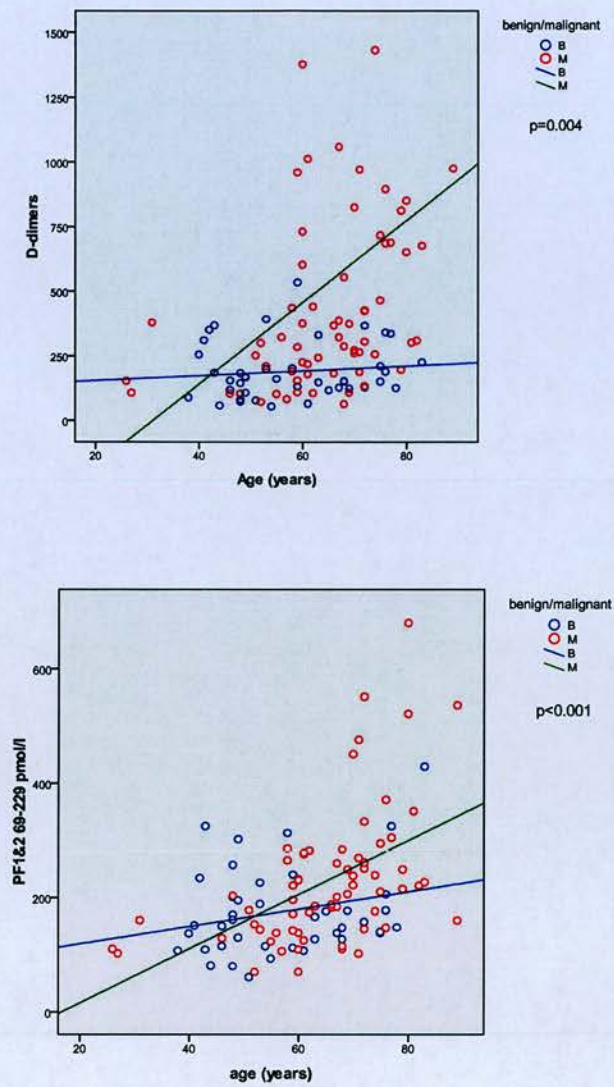 benign/malignant
B
M
B
M
p=0.004
1500
1250
1000
750
500
250
0
D-dimers
20 40 60 80
Age (years)
benign/malignant
B
M
B
M
p<0.001
600
400
200
0
PF1&2 69-229 pmol/l
20 40 60 80
age (years)